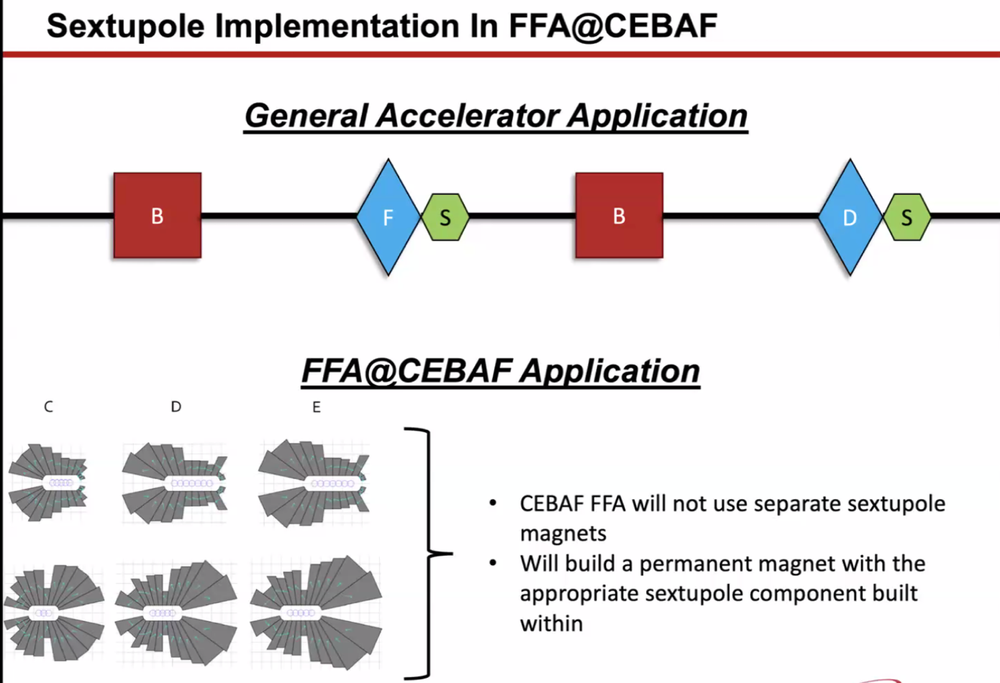 Sextupole Implementation In FFA@CEBAF
General Accelerator Application
B F S B D S
FFA@CEBAF Application
C D E
• CEBAF FFA will not use separate sextupole
magnets
• Will build a permanent magnet with the
appropriate sextupole component built
within